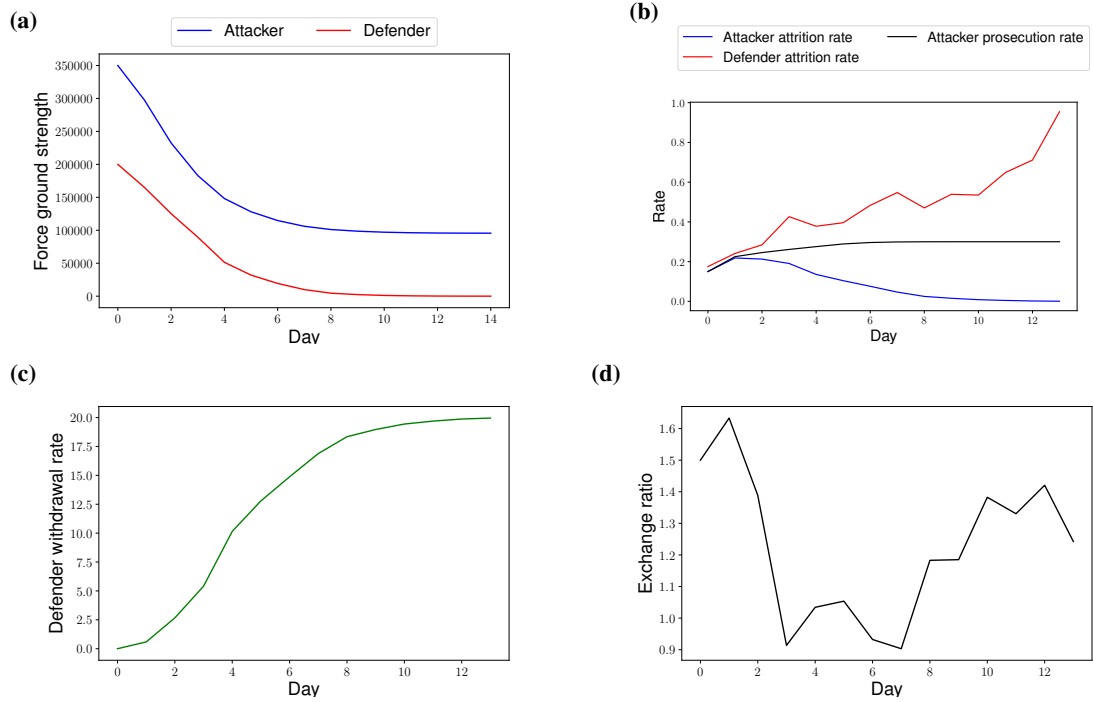 (a)
Attacker
Defender
Force ground strength
350000
300000
250000
200000
150000
100000
50000
0
0 2 4 6 8 10 12 14
Day
(b)
Attacker attrition rate
Attacker prosecution rate
Defender attrition rate
Rate
1.0
0.8
0.6
0.4
0.2
0.0
0 2 4 6 8 10 12
Day
(c)
Defender withdrawal rate
20.0
17.5
15.0
12.5
10.0
7.5
5.0
2.5
0.0
0 2 4 6 8 10 12
Day
(d)
Exchange ratio
1.6
1.5
1.4
1.3
1.2
1.1
1.0
0.9
0 2 4 6 8 10 12
Day